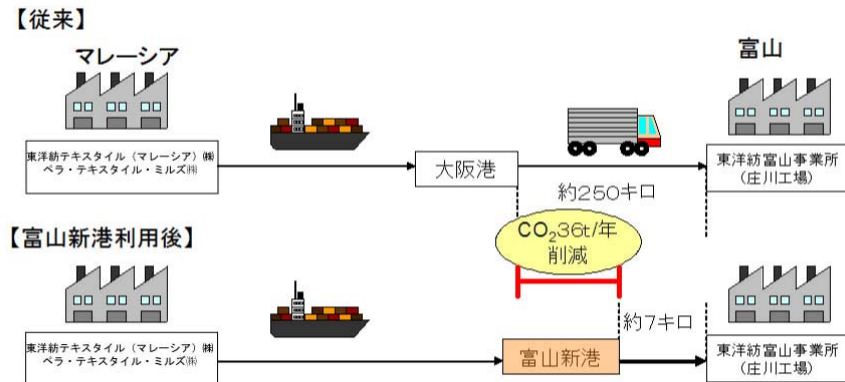 【従来】
マレーシア
富山
東洋紡テキスタイル（マレーシア）㈱
ペラ・テキスタイル・ミルズ㈱
大阪港
東洋紡富山事業所
(庄川工場)
約250キロ
CO₂36t/年
削減
【富山新港利用後】
約7キロ
東洋紡テキスタイル（マレーシア）㈱
ペラ・テキスタイル・ミルズ㈱
富山新港
東洋紡富山事業所
(庄川工場)